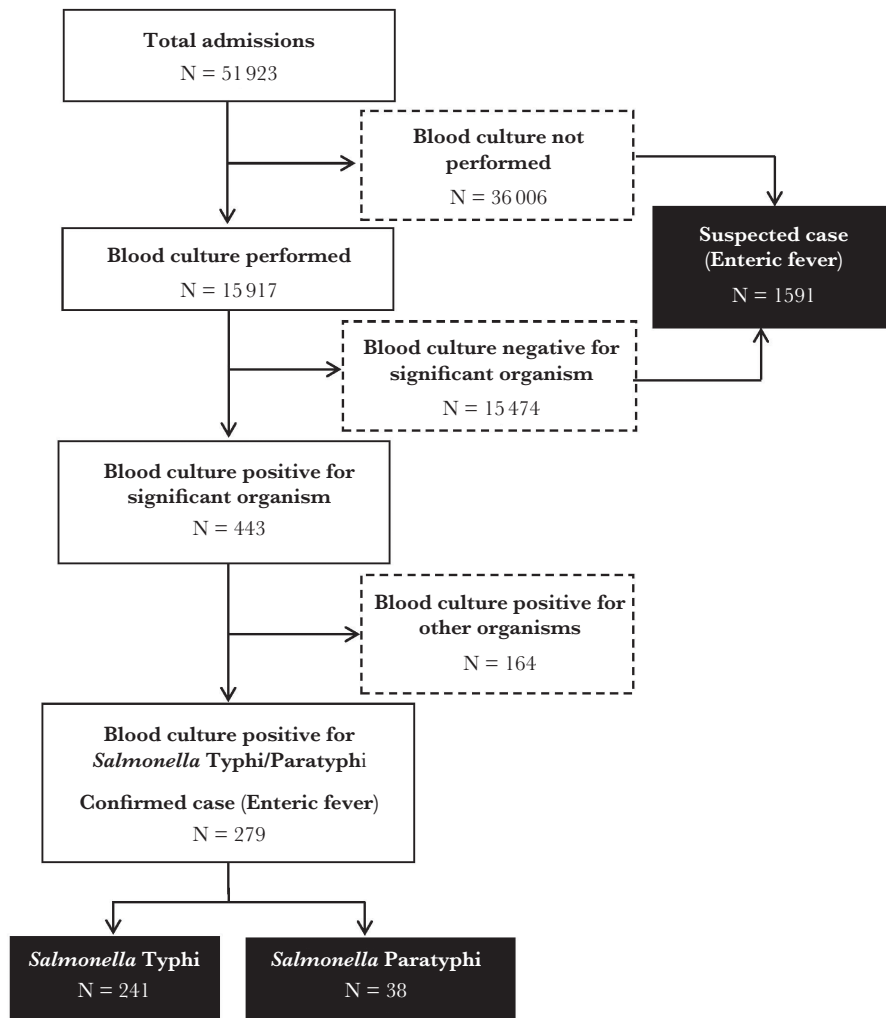 Total admissions
N = 51 923
Blood culture not
performed
N = 36 006
Suspected case
(Enteric fever)
N = 1591
Blood culture performed
N = 15 917
Blood culture negative for
significant organism
N = 15 474
Blood culture positive for
significant organism
N = 443
Blood culture positive for
other organisms
N = 164
Blood culture positive for
Salmonella Typhi/Paratyphi
Confirmed case (Enteric fever)
N = 279
Salmonella Typhi
N = 241
Salmonella Paratyphi
N = 38